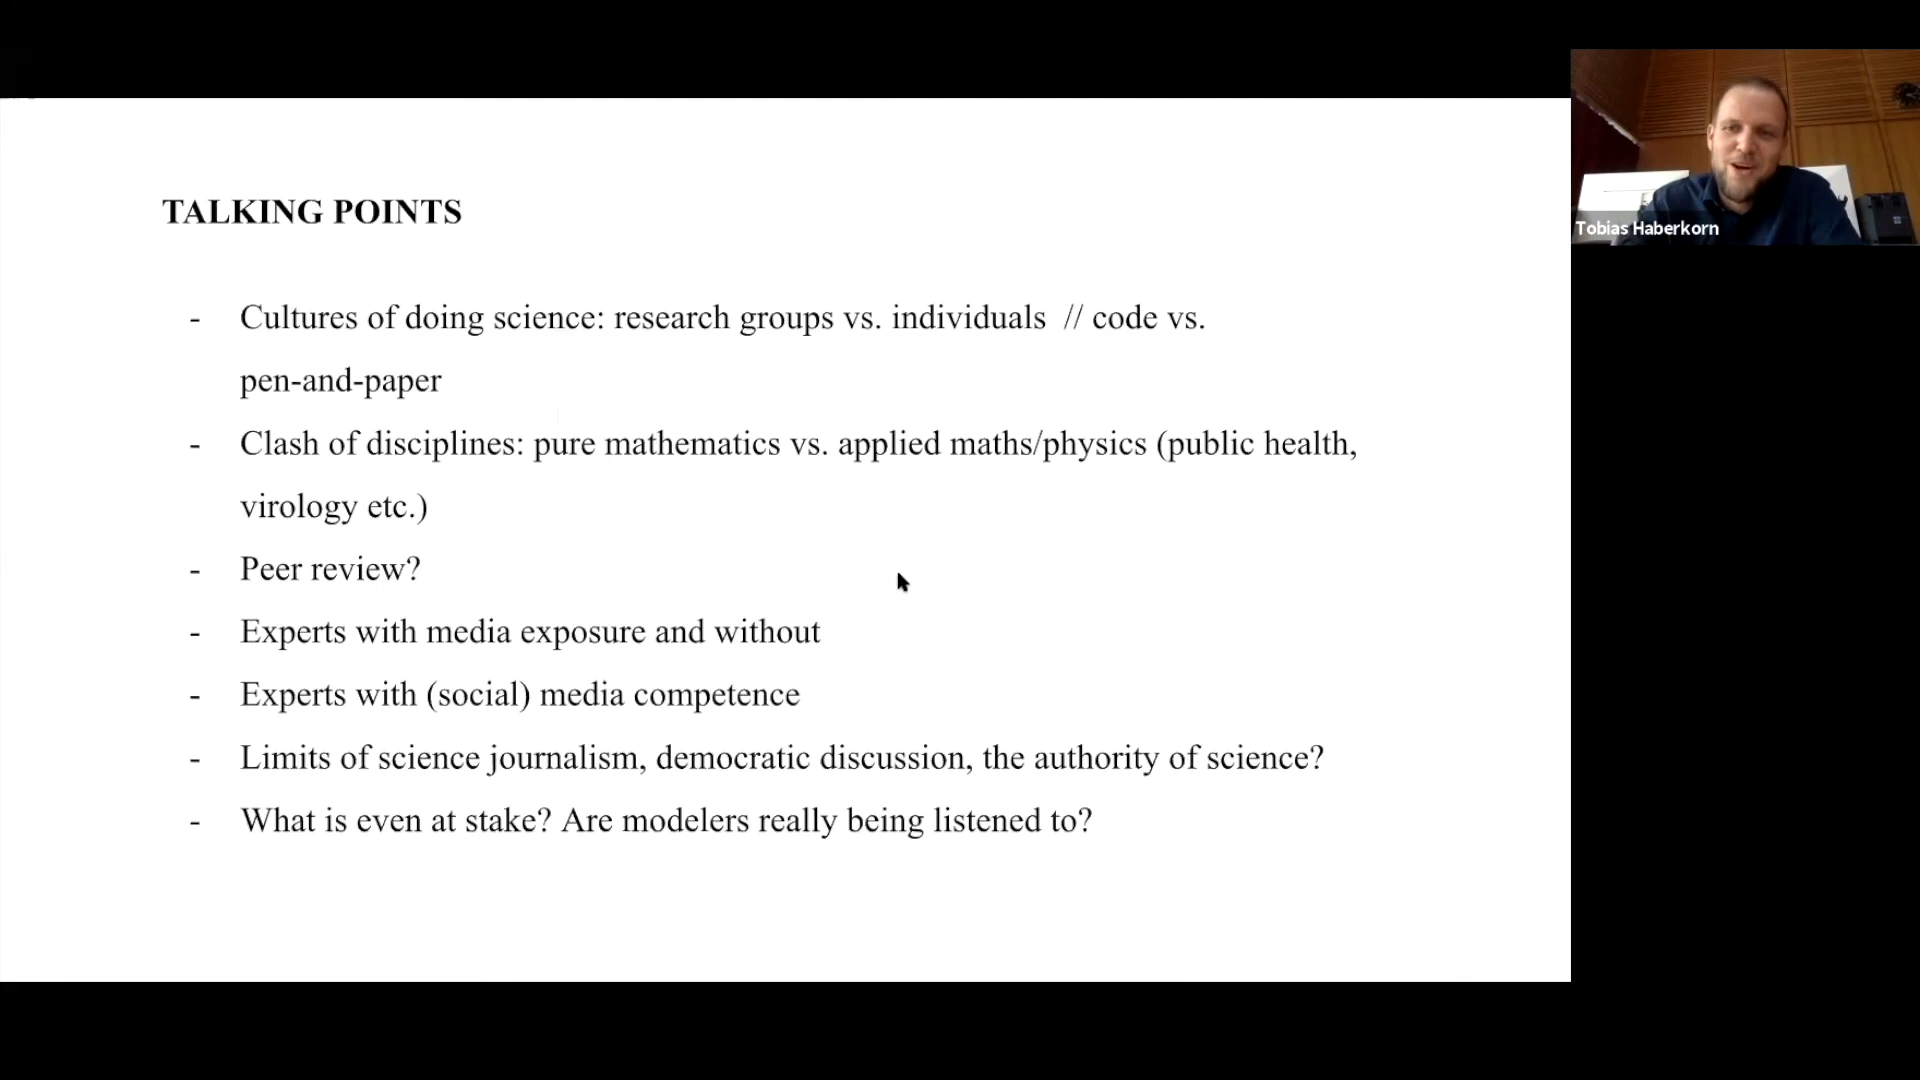 TALKING POINTS
- Cultures of doing science: research groups vs. individuals // code vs.
pen-and-paper
- Clash of disciplines: pure mathematics vs. applied maths/physics (public health,
virology etc.)
- Peer review?
- Experts with media exposure and without
- Experts with (social) media competence
- Limits of science journalism, democratic discussion, the authority of science?
- What is even at stake? Are modelers really being listened to?
Tobias Haberkorn